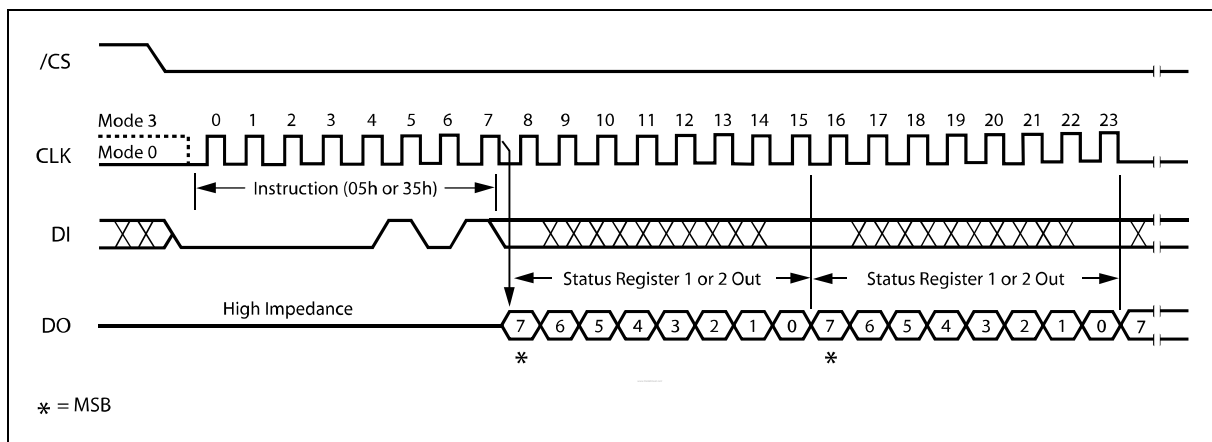 /CS
Mode 3
0 1 2 3 4 5 6 7 8 9 10 11 12 13 14 15 16 17 18 19 20 21 22 23
CLK
Mode 0
Instruction (05h or 35h)
DI
Status Register 1 or 2 Out
Status Register 1 or 2 Out
High Impedance
DO
7 6 5 4 3 2 1 0 7 6 5 4 3 2 1 0 7
* *
* = MSB